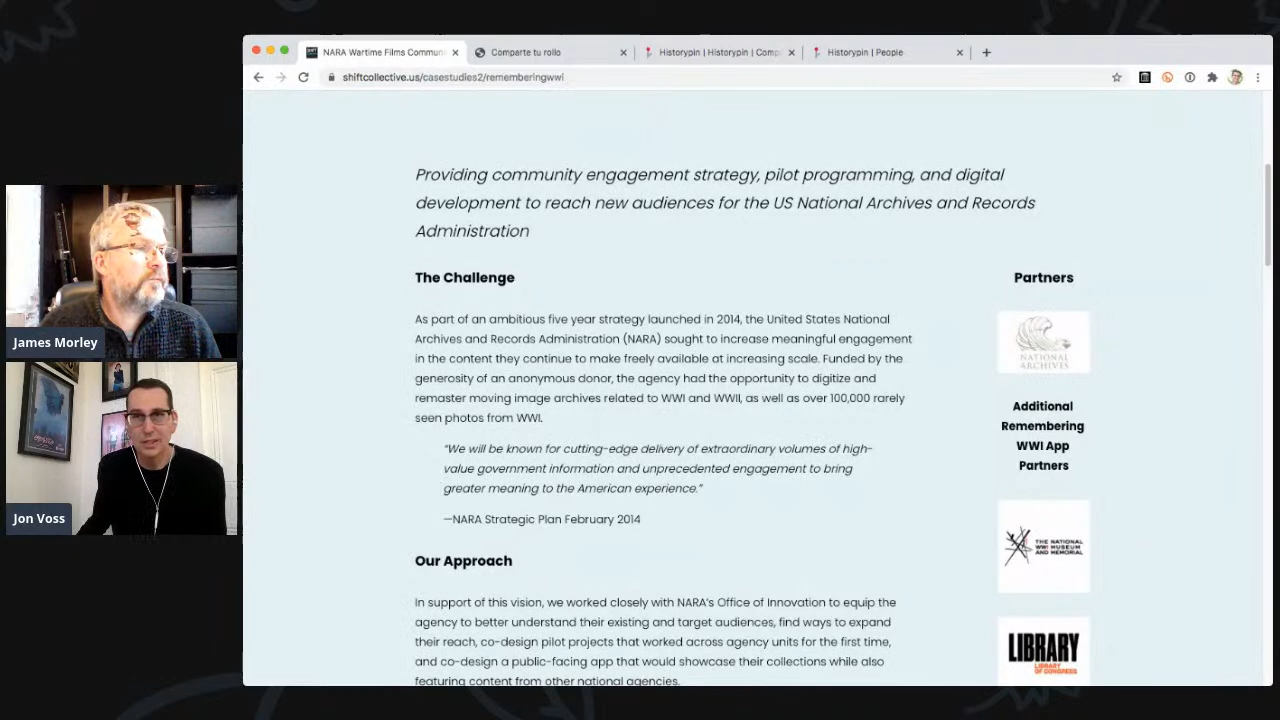 NARA Wartime Films Commun
Comparte tu rollo
Historypin | Historypin | Comp
Historypin | People
shiftcollective.us/casestudies2/rememberingwwi
Providing community engagement strategy, pilot programming, and digital
development to reach new audiences for the US National Archives and Records
Administration
The Challenge
As part of an ambitious five year strategy launched in 2014, the United States National
Archives and Records Administration (NARA) sought to increase meaningful engagement
in the content they continue to make freely available at increasing scale. Funded by the
generosity of an anonymous donor, the agency had the opportunity to digitize and
remaster moving image archives related to WWI and WWII, as well as over 100,000 rarely
seen photos from WWI.
"We will be known for cutting-edge delivery of extraordinary volumes of high-
value government information and unprecedented engagement to bring
greater meaning to the American experience."
—NARA Strategic Plan February 2014
Our Approach
In support of this vision, we worked closely with NARA's Office of Innovation to equip the
agency to better understand their existing and target audiences, find ways to expand
their reach, co-design pilot projects that worked across agency units for the first time,
and co-design a public-facing app that would showcase their collections while also
featuring content from other national agencies.
Partners
NATIONAL
ARCHIVES
Additional
Remembering
WWI App
Partners
THE NATIONAL
WWI MUSEUM
AND MEMORIAL
LIBRARY
LIBRARY
OF CONGRESS
James Morley
Jon Voss